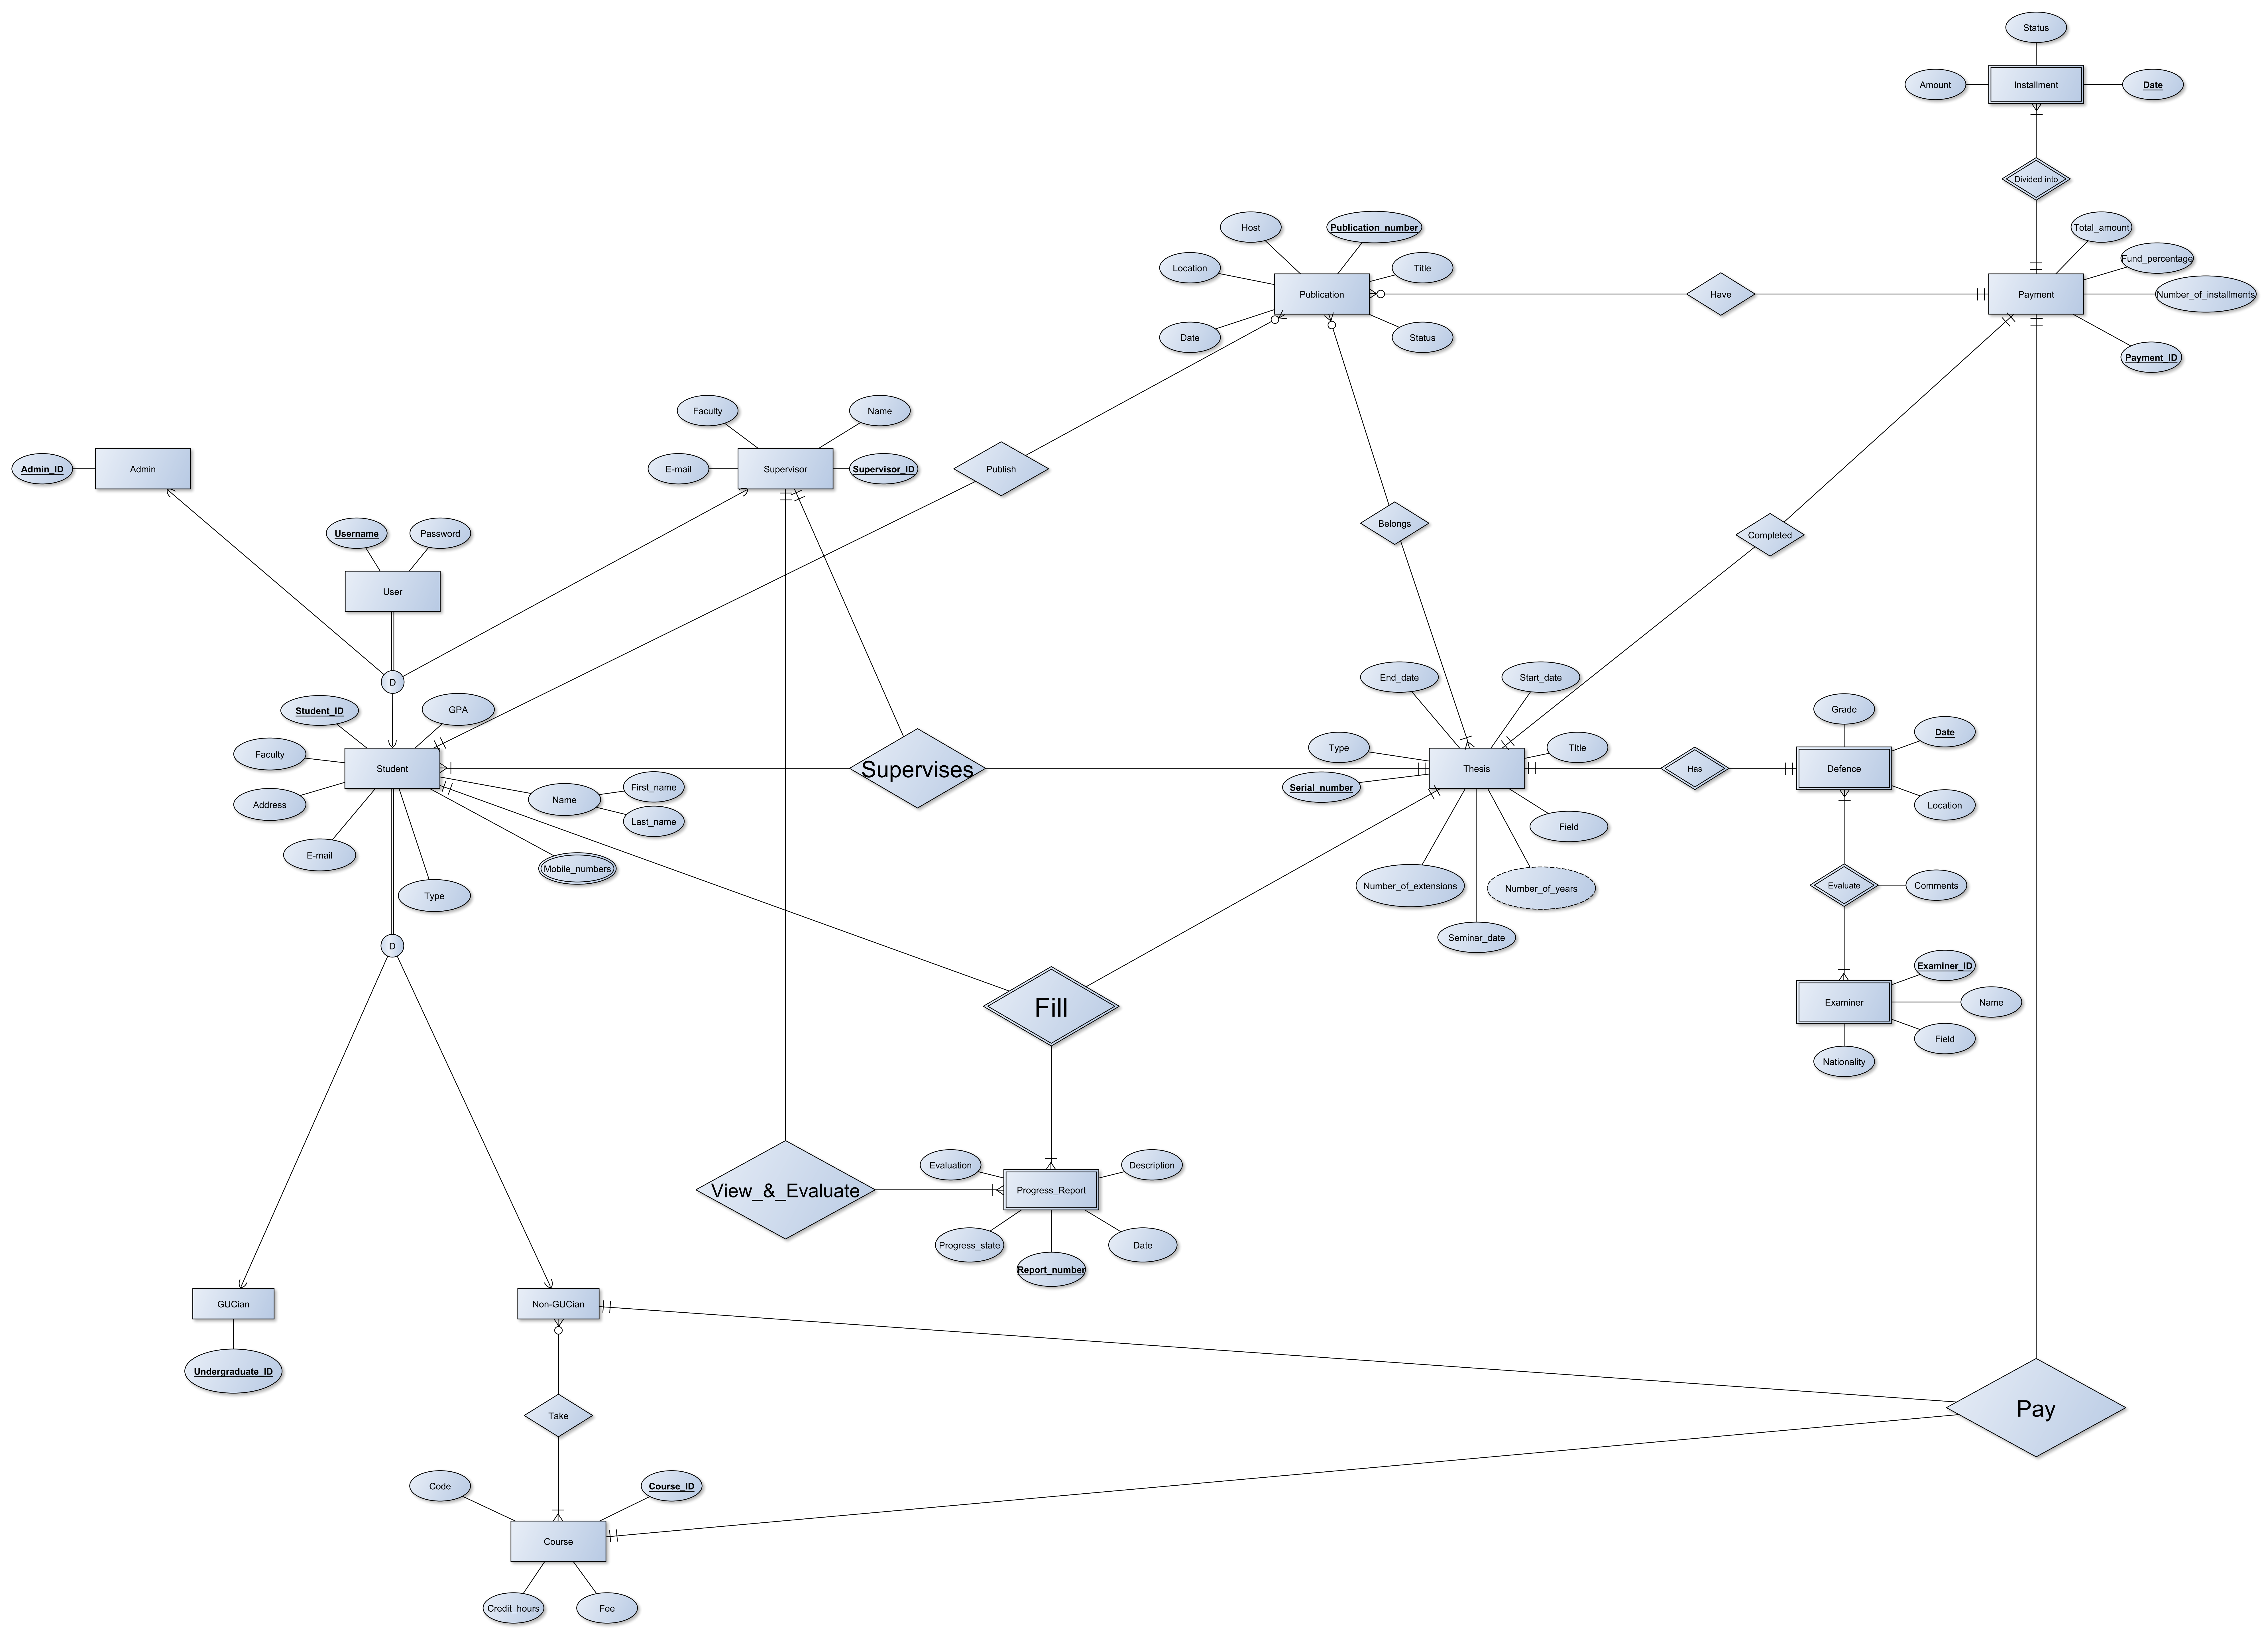 Status
Amount
Installment
Date
Divided into
Host
Publication_number
Total_amount
Fund_percentage
Location
Title
Publication
Have
Payment
Number_of_installments
Date
Status
Payment_ID
Faculty
Name
Admin_ID
Admin
E-mail
Supervisor
Supervisor_ID
Publish
Username
Password
Belongs
Completed
User
D
End_date
Start_date
Student_ID
GPA
Grade
Date
Faculty
Type
TItle
Student
Supervises
Thesis
Has
Defence
First_name
Serial_number
Address
Name
Location
Last_name
Field
E-mail
Mobile_numbers
Type
Number_of_extensions
Number_of_years
Evaluate
Comments
Seminar_date
D
Examiner_ID
Fill
Examiner
Name
Field
Nationality
Evaluation
Description
View_&_Evaluate
Progress_Report
Progress_state
Date
Report_number
GUCian
Non-GUCian
Undergraduate_ID
Pay
Take
Code
Course_ID
Course
Credit_hours
Fee